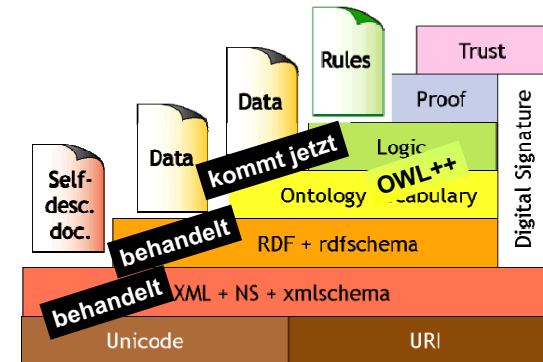 Trust
Rules
Proof
Data
Digital Signature
kommt jetzt
Logic
Data
OWL++
Self-
desc.
doc.
Ontology
behandelt
RDF + rdfschema
behandelt
XML + NS + xmlschema
Unicode
URI